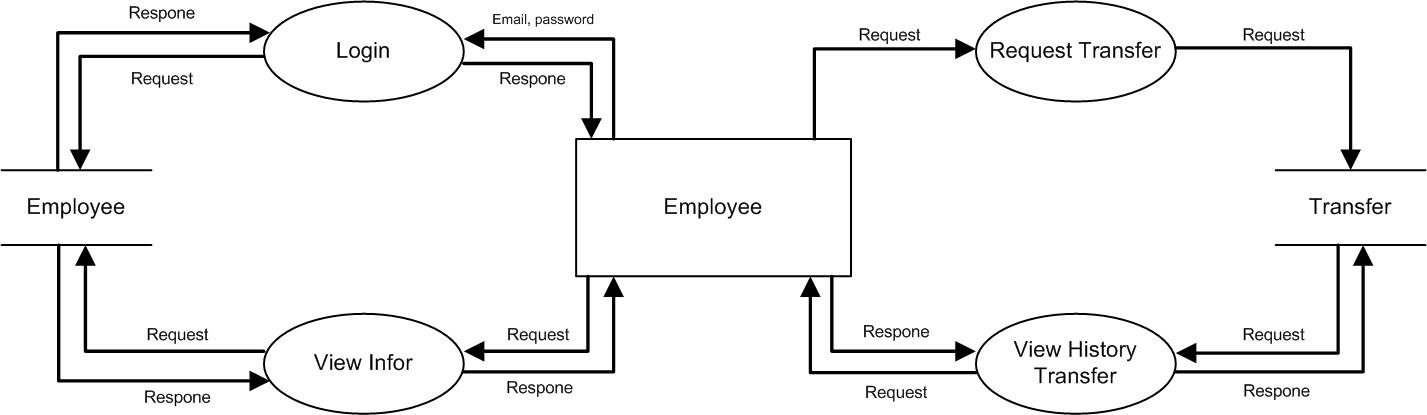 Respone
Email, password
Login
Request
Request Transfer
Request
Request
Respone
Employee
Employee
Transfer
Request
Request
Respone
Request
View Infor
View History
Transfer
Respone
Respone
Request
Respone